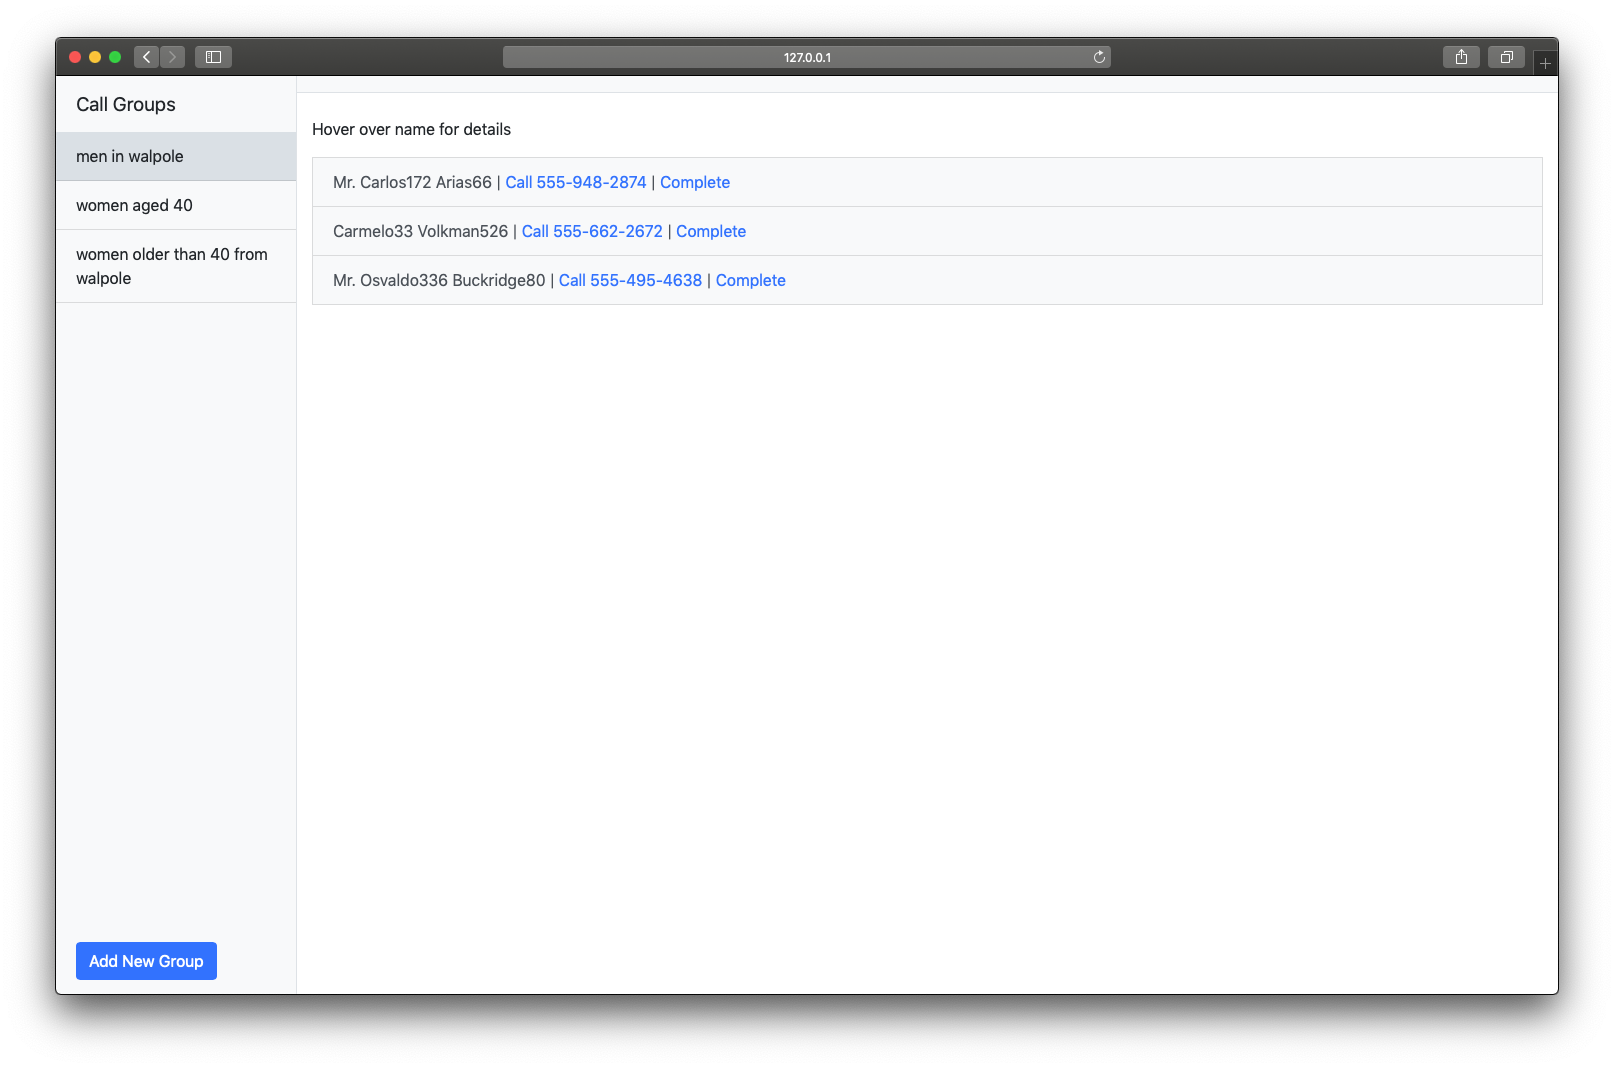 127.0.0.1
Call Groups
men in walpole
women aged 40
women older than 40 from
walpole
Add New Group
Hover over name for details
Mr. Carlos172 Arias66 | Call 555-948-2874 | Complete
Carmelo33 Volkman526 | Call 555-662-2672 | Complete
Mr. Osvaldo336 Buckridge80 | Call 555-495-4638 | Complete